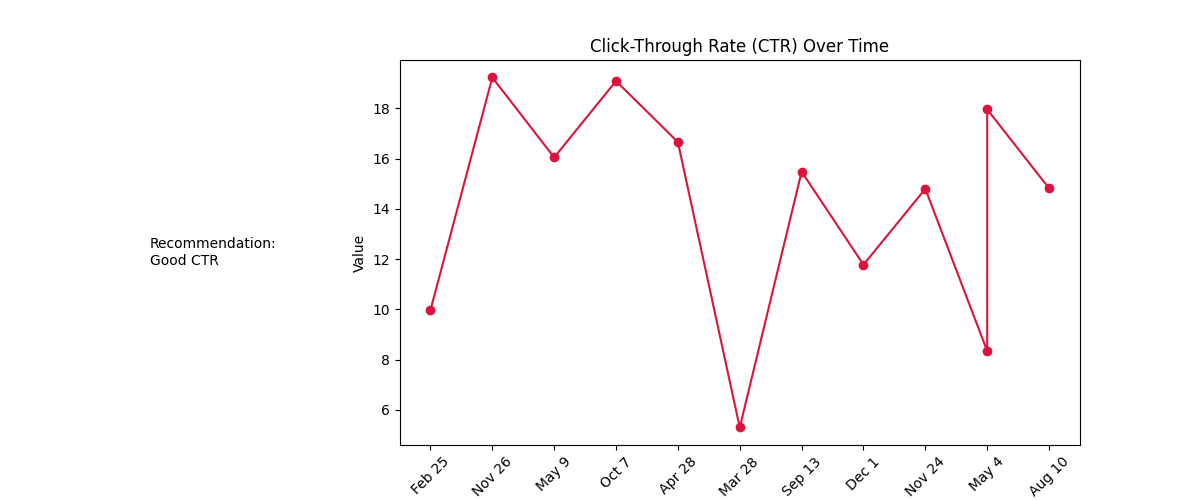 Click-Through Rate (CTR) Over Time
Recommendation:
Good CTR
Value
18
16
14
12
10
8
6
Feb 25
Nov 26
May 9
Oct 7
Apr 28
Mar 28
Sep 13
Dec 1
Nov 24
May 4
Aug 10